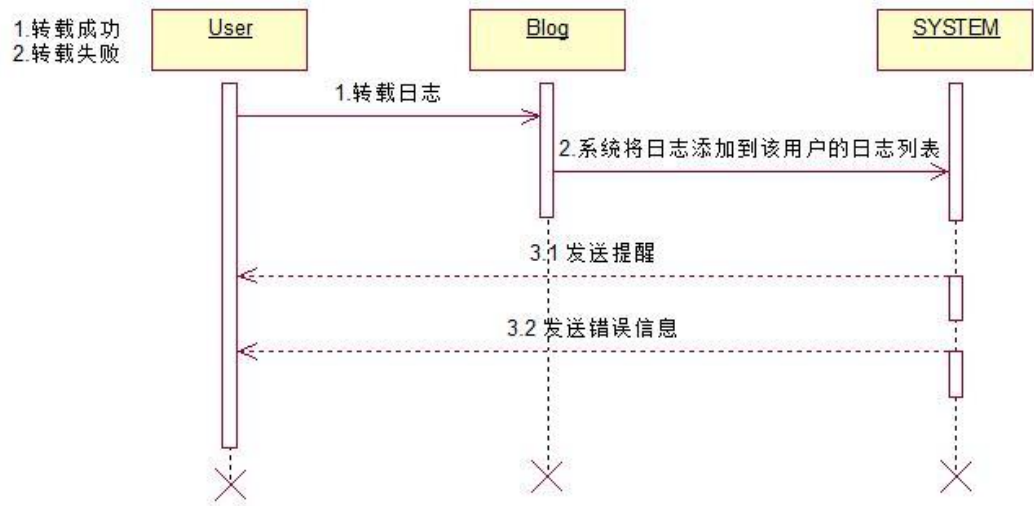 1.转载成功
2.转载失败
User
Blog
SYSTEM
1.转载日志
2.系统将日志添加到该用户的日志列表
3.1 发送提醒
3.2 发送错误信息